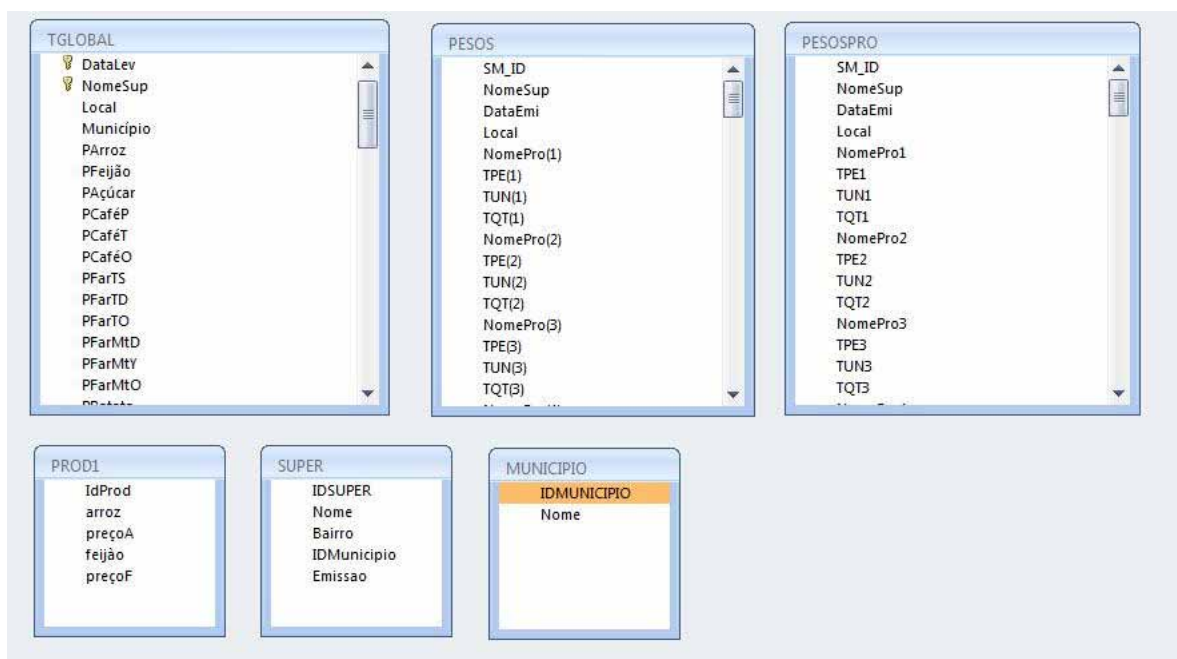 TGLOBAL
DataLev
NomeSup
Local
Município
PArroz
PFeijão
PAçúcar
PCaféP
PCaféT
PCaféO
PFarTS
PFarTD
PFarTO
PFarMtD
PFarMtY
PFarMtO
PESOS
SM_ID
NomeSup
DataEmi
Local
NomePro(1)
TPE(1)
TUN(1)
TQT(1)
NomePro(2)
TPE(2)
TUN(2)
TQT(2)
NomePro(3)
TPE(3)
TUN(3)
TQT(3)
PESOSPRO
SM_ID
NomeSup
DataEmi
Local
NomePro1
TPE1
TUN1
TQT1
NomePro2
TPE2
TUN2
TQT2
NomePro3
TPE3
TUN3
TQT3
PROD1
IdProd
arroz
preçoA
feijào
preçoF
SUPER
IDSUPER
Nome
Bairro
IDMunicipio
Emissao
MUNICIPIO
IDMUNICIPIO
Nome